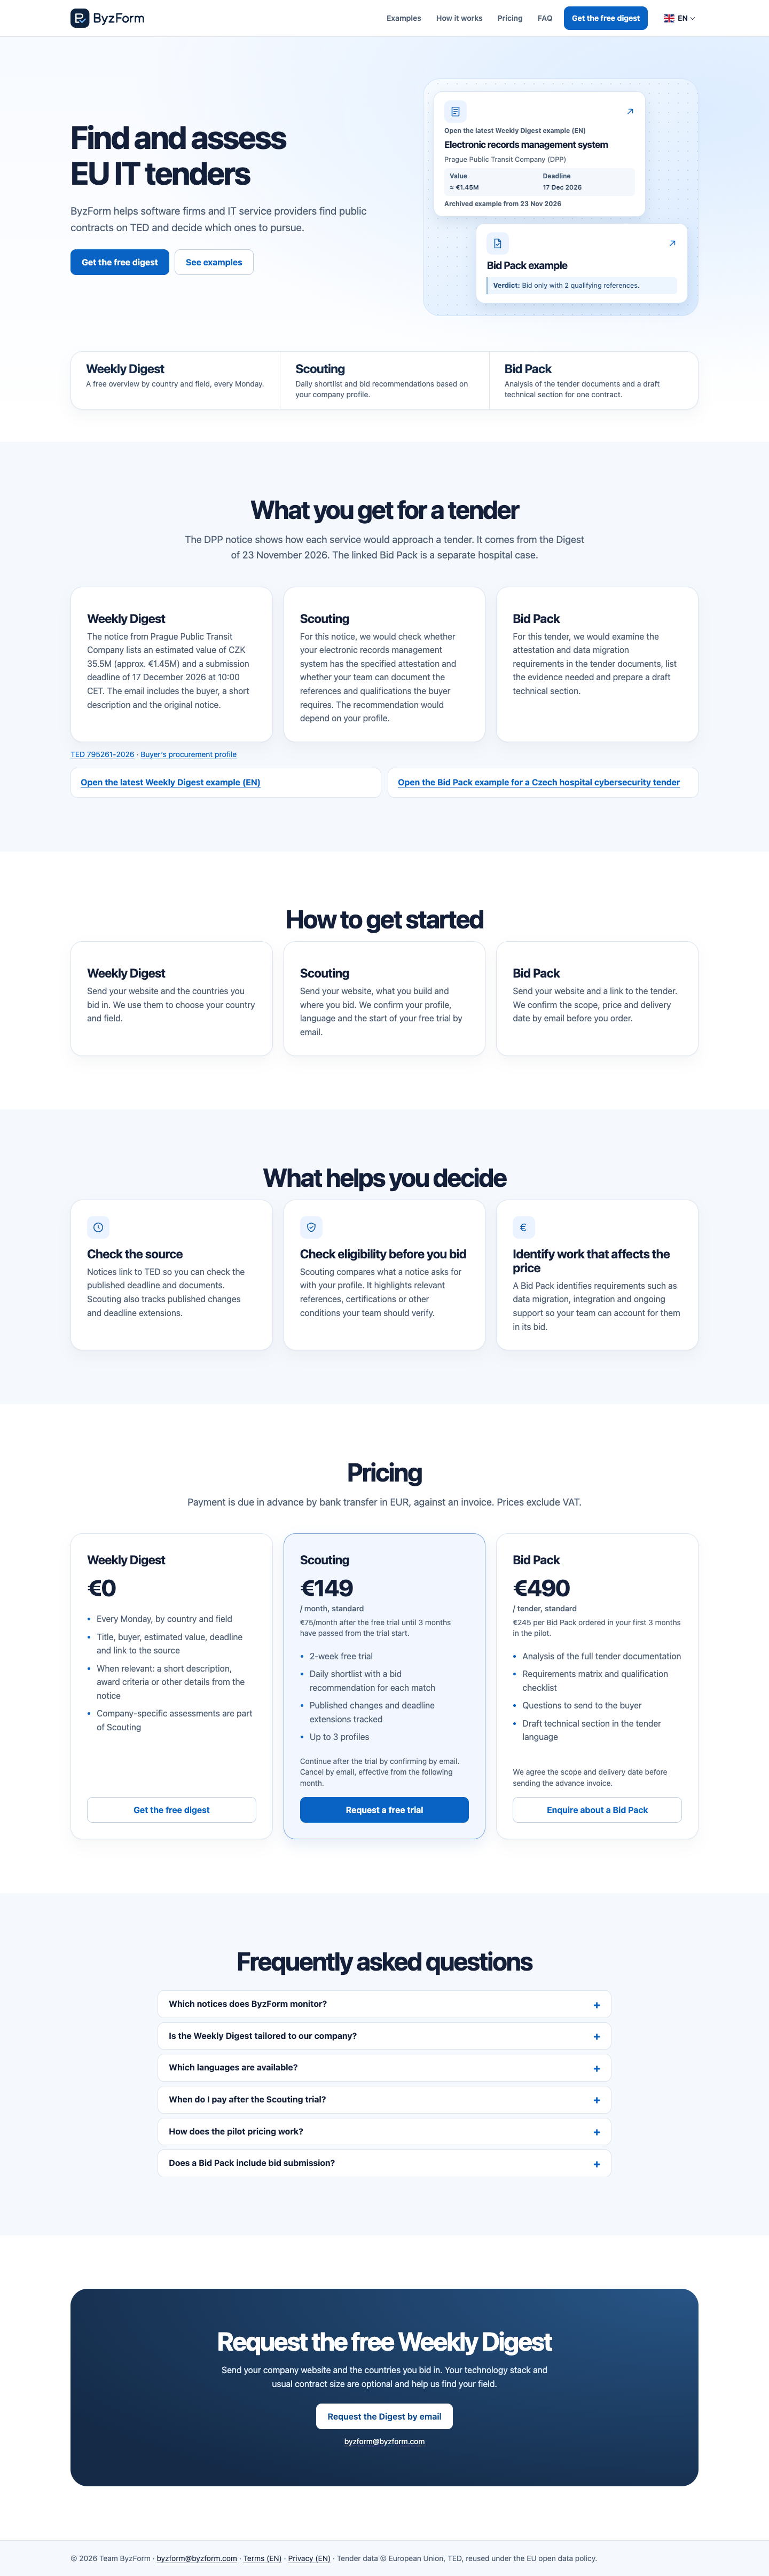 ByzForm
Examples
How it works
Pricing
FAQ
Get the free digest
EN
Find and assess
EU IT tenders
ByzForm helps software firms and IT service providers find public
contracts on TED and decide which ones to pursue.
Get the free digest
See examples
Open the latest Weekly Digest example (EN)
Electronic records management system
Prague Public Transit Company (DPP)
Value
Deadline
≈ €1.45M
17 Dec 2026
Archived example from 23 Nov 2026
Bid Pack example
Verdict: Bid only with 2 qualifying references.
Weekly Digest
A free overview by country and field, every Monday.
Scouting
Daily shortlist and bid recommendations based on
your company profile.
Bid Pack
Analysis of the tender documents and a draft
technical section for one contract.
What you get for a tender
The DPP notice shows how each service would approach a tender. It comes from the Digest
of 23 November 2026. The linked Bid Pack is a separate hospital case.
Weekly Digest
The notice from Prague Public Transit
Company lists an estimated value of CZK
35.5M (approx. €1.45M) and a submission
deadline of 17 December 2026 at 10:00
CET. The email includes the buyer, a short
description and the original notice.
Scouting
For this notice, we would check whether
your electronic records management
system has the specified attestation and
whether your team can document the
references and qualifications the buyer
requires. The recommendation would
depend on your profile.
Bid Pack
For this tender, we would examine the
attestation and data migration
requirements in the tender documents, list
the evidence needed and prepare a draft
technical section.
TED 795261-2026 · Buyer's procurement profile
Open the latest Weekly Digest example (EN)
Open the Bid Pack example for a Czech hospital cybersecurity tender
How to get started
Weekly Digest
Send your website and the countries you
bid in. We use them to choose your country
and field.
Scouting
Send your website, what you build and
where you bid. We confirm your profile,
language and the start of your free trial by
email.
Bid Pack
Send your website and a link to the tender.
We confirm the scope, price and delivery
date by email before you order.
What helps you decide
Check the source
Notices link to TED so you can check the
published deadline and documents.
Scouting also tracks published changes
and deadline extensions.
Check eligibility before you bid
Scouting compares what a notice asks for
with your profile. It highlights relevant
references, certifications or other
conditions your team should verify.
€
Identify work that affects the
price
A Bid Pack identifies requirements such as
data migration, integration and ongoing
support so your team can account for them
in its bid.
Pricing
Payment is due in advance by bank transfer in EUR, against an invoice. Prices exclude VAT.
Weekly Digest
€0
• Every Monday, by country and field
• Title, buyer, estimated value, deadline
and link to the source
• When relevant: a short description,
award criteria or other details from the
notice
• Company-specific assessments are part
of Scouting
Get the free digest
Scouting
€149
/ month, standard
€75/month after the free trial until 3 months
have passed from the trial start.
• 2-week free trial
• Daily shortlist with a bid
recommendation for each match
• Published changes and deadline
extensions tracked
• Up to 3 profiles
Continue after the trial by confirming by email.
Cancel by email, effective from the following
month.
Request a free trial
Bid Pack
€490
/ tender, standard
€245 per Bid Pack ordered in your first 3 months
in the pilot.
• Analysis of the full tender documentation
• Requirements matrix and qualification
checklist
• Questions to send to the buyer
• Draft technical section in the tender
language
We agree the scope and delivery date before
sending the advance invoice.
Enquire about a Bid Pack
Frequently asked questions
Which notices does ByzForm monitor? +
Is the Weekly Digest tailored to our company? +
Which languages are available? +
When do I pay after the Scouting trial? +
How does the pilot pricing work? +
Does a Bid Pack include bid submission? +
Request the free Weekly Digest
Send your company website and the countries you bid in. Your technology stack and
usual contract size are optional and help us find your field.
Request the Digest by email
byzform@byzform.com
© 2026 Team ByzForm · byzform@byzform.com · Terms (EN) · Privacy (EN) · Tender data © European Union, TED, reused under the EU open data policy.